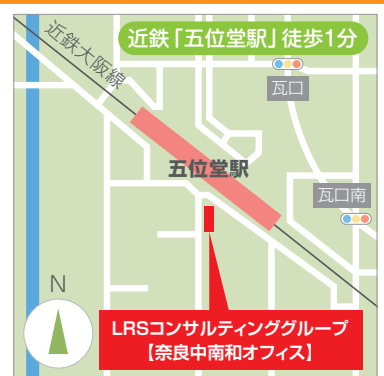 近鉄「五位堂駅」徒歩1分
近鉄大阪線
瓦口
五位堂駅
瓦口南
N
LRSコンサルティンググループ
【奈良中南和オフィス】